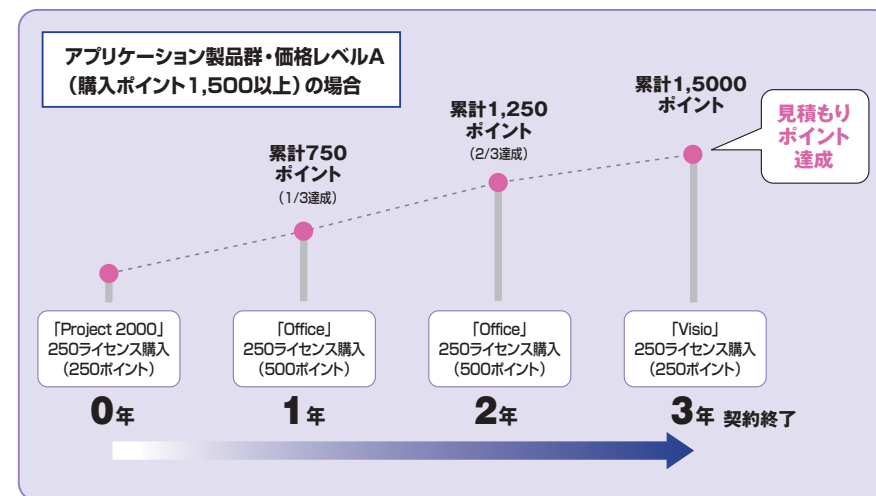 アプリケーション製品群・価格レベルA
（購入ポイント1,500以上）の場合
累計750
ポイント
（1/3達成）
累計1,250
ポイント
（2/3達成）
累計1,5000
ポイント
見積もり
ポイント
達成
「Project 2000」
250ライセンス購入
（250ポイント）
「Office」
250ライセンス購入
（500ポイント）
「Office」
250ライセンス購入
（500ポイント）
「Visio」
250ライセンス購入
（250ポイント）
0年
1年
2年
3年 契約終了